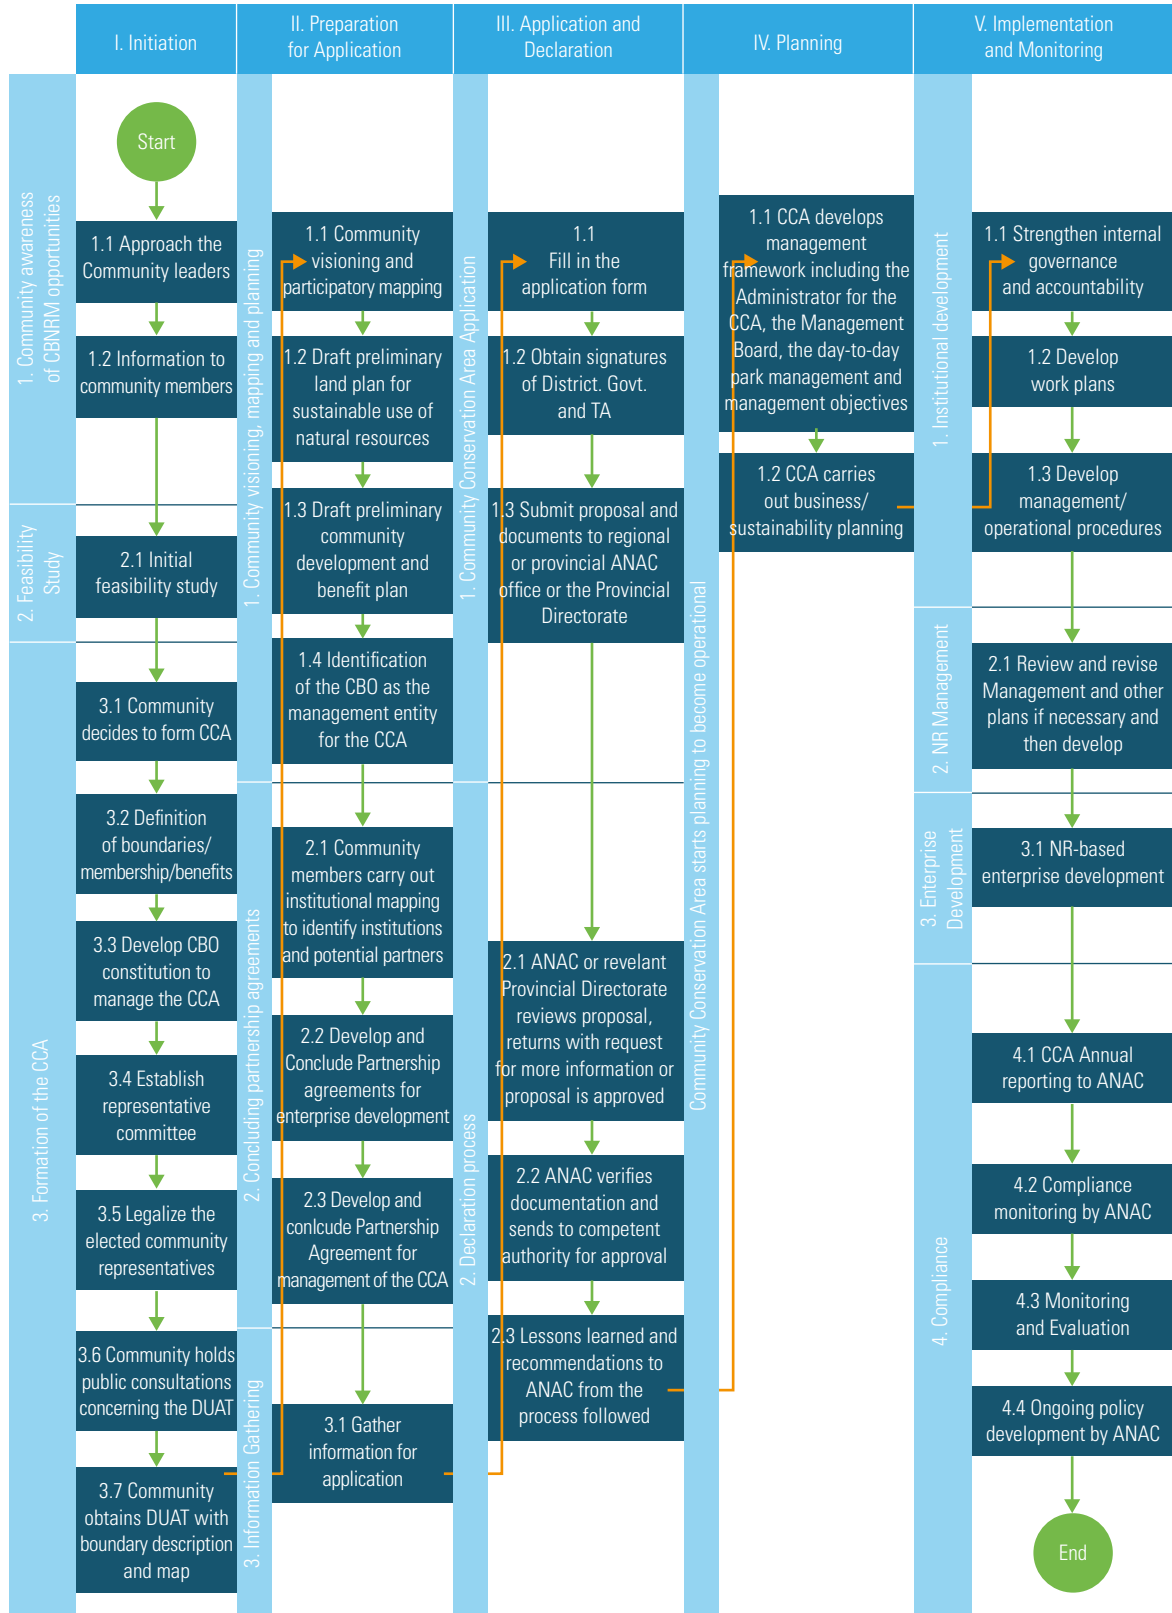 I. Initiation
II. Preparation
for Application
III. Application and
Declaration
IV. Planning
V. Implementation
and Monitoring
1. Community awareness
of CBNRM opportunities
2. Feasibility
Study
3. Formation of the CCA
Start
1.1 Approach the
Community leaders
1.2 Information to
community members
2.1 Initial
feasibility study
3.1 Community
decides to form CCA
3.2 Definition
of boundaries/
membership/benefits
3.3 Develop CBO
constitution to
manage the CCA
3.4 Establish
representative
committee
3.5 Legalize the
elected community
representatives
3.6 Community holds
public consultations
concerning the DUAT
3.7 Community
obtains DUAT with
boundary description
and map
1. Community visioning, mapping and planning
2. Concluding partnership agreements
3. Information Gathering
1.1 Community
visioning and
participatory mapping
1.2 Draft preliminary
land plan for
sustainable use of
natural resources
1.3 Draft preliminary
community
development and
benefit plan
1.4 Identification
of the CBO as the
management entity
for the CCA
2.1 Community
members carry out
institutional mapping
to identify institutions
and potential partners
2.2 Develop and
Conclude Partnership
agreements for
enterprise development
2.3 Develop and
conlcude Partnership
Agreement for
management of the CCA
3.1 Gather
information for
application
1. Community Conservation Area Application
2. Declaration process
1.1
Fill in the
application form
1.2 Obtain signatures
of District. Govt.
and TA
1.3 Submit proposal and
documents to regional
or provincial ANAC
office or the Provincial
Directorate
2.1 ANAC or revelant
Provincial Directorate
reviews proposal,
returns with request
for more information or
proposal is approved
2.2 ANAC verifies
documentation and
sends to competent
authority for approval
2.3 Lessons learned and
recommendations to
ANAC from the
process followed
Community Conservation Area starts planning to become operational
1.1 CCA develops
management
framework including the
Administrator for the
CCA, the Management
Board, the day-to-day
park management and
management objectives
1.2 CCA carries
out business/
sustainability planning
1. Institutional development
2. NR Management
3. Enterprise
Development
4. Compliance
1.1 Strengthen internal
governance
and accountability
1.2 Develop
work plans
1.3 Develop
management/
operational procedures
2.1 Review and revise
Management and other
plans if necessary and
then develop
3.1 NR-based
enterprise development
4.1 CCA Annual
reporting to ANAC
4.2 Compliance
monitoring by ANAC
4.3 Monitoring
and Evaluation
4.4 Ongoing policy
development by ANAC
End